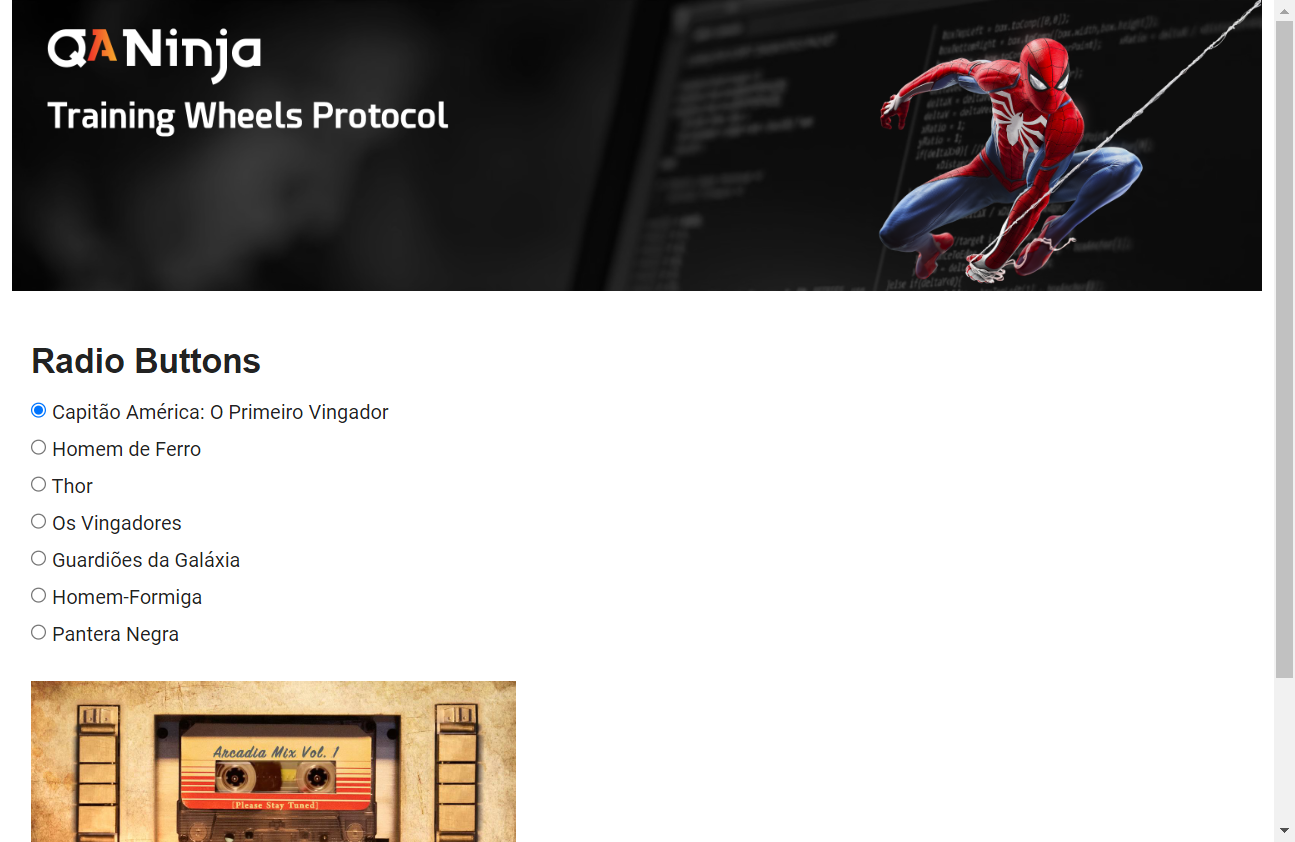 QANinja
Training Wheels Protocol
Radio Buttons
Capitão América: O Primeiro Vingador
Homem de Ferro
Thor
Os Vingadores
Guardiões da Galáxia
Homem-Formiga
Pantera Negra
Arcadia Mix Vol. 1
[Please Stay Tuned]